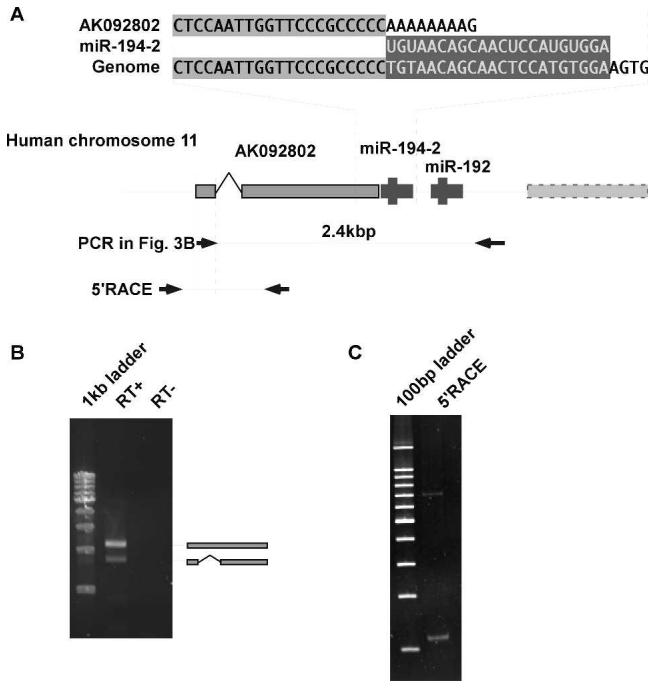 A
AK092802 CTCCAATTGGTTCCCGCCCCCAAAAAAAAG
miR-194-2 UGUAACAGCAACUCCAUGUGGA
Genome CTCCAATTGGTTCCCGCCCCCTGTAACAGCAACTCCATGTGGAAGTG
Human chromosome 11
AK092802
miR-194-2
miR-192
PCR in Fig. 3B
2.4kbp
5'RACE
B
1kb ladder
RT+
RT-
C
100bp ladder
5'RACE